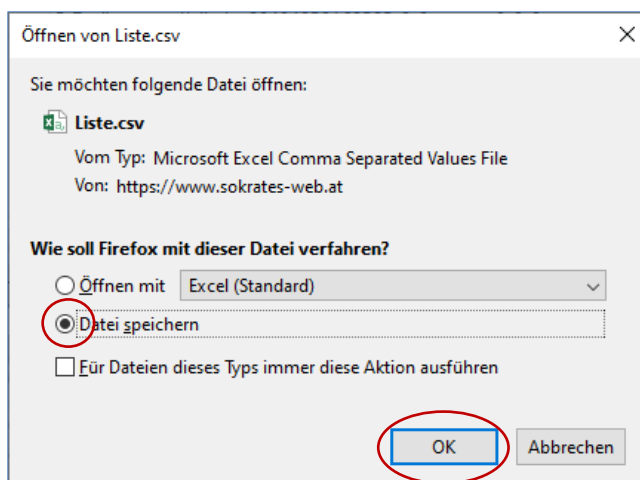 Öffnen von Liste.csv
Sie möchten folgende Datei öffnen:
Liste.csv
Vom Typ: Microsoft Excel Comma Separated Values File
Von: https://www.sokrates-web.at
Wie soll Firefox mit dieser Datei verfahren?
Öffnen mit Excel (Standard)
Datei speichern
Für Dateien dieses Typs immer diese Aktion ausführen
OK Abbrechen